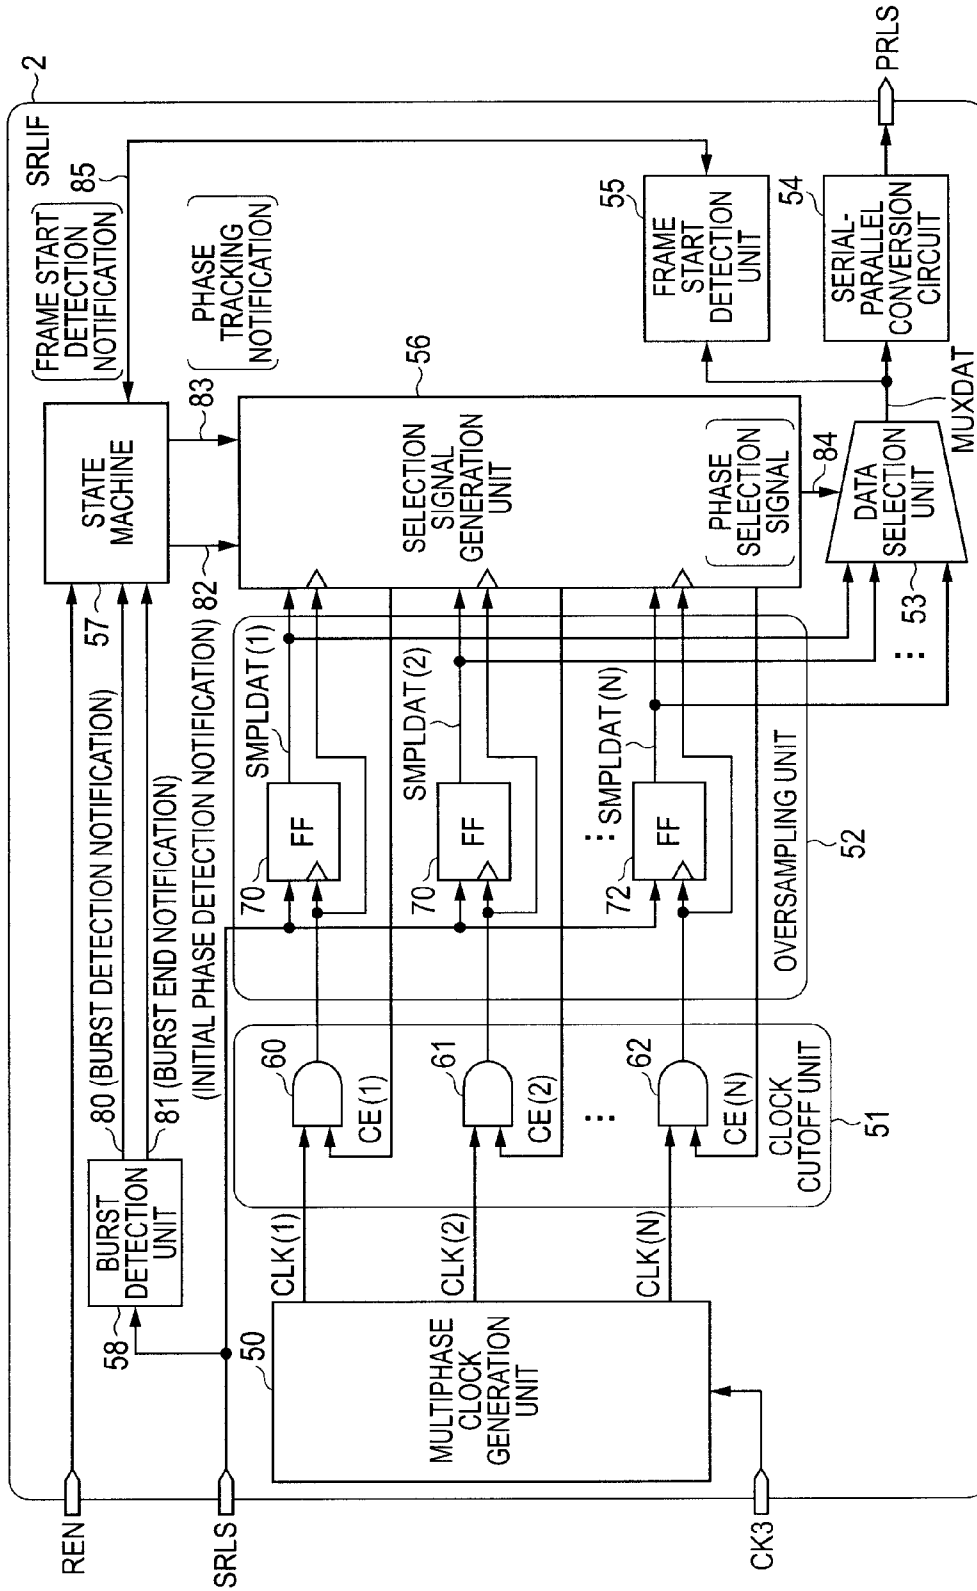 2
SRLIF
REN
SRLS
CK3
PRLS
58
BURST
DETECTION
UNIT
80 (BURST DETECTION NOTIFICATION)
81 (BURST END NOTIFICATION)
(INITIAL PHASE DETECTION NOTIFICATION) 82
57
STATE
MACHINE
83
85
FRAME START
DETECTION
NOTIFICATION
PHASE
TRACKING
NOTIFICATION
50
MULTIPHASE
CLOCK
GENERATION
UNIT
CLK(1)
CLK(2)
CLK(N)
60
CE(1)
61
CE(2)
...
62
CE(N)
CLOCK
CUTOFF UNIT
51
70
FF
SMPLDAT(1)
70
FF
SMPLDAT(2)
...
72
FF
SMPLDAT(N)
OVERSAMPLING UNIT
52
56
SELECTION
SIGNAL
GENERATION
UNIT
PHASE
SELECTION
SIGNAL
84
...
DATA
SELECTION
UNIT
53
MUXDAT
55
FRAME
START
DETECTION
UNIT
54
SERIAL-
PARALLEL
CONVERSION
CIRCUIT